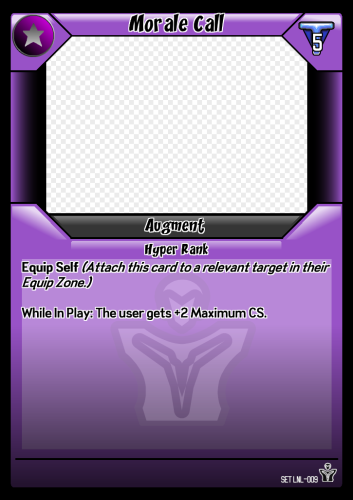 Morale Call
5
Augment
Hyper Rank
Equip Self (Attach this card to a relevant target in their
Equip Zone.)
While In Play: The user gets +2 Maximum CS.
SET LNL-009